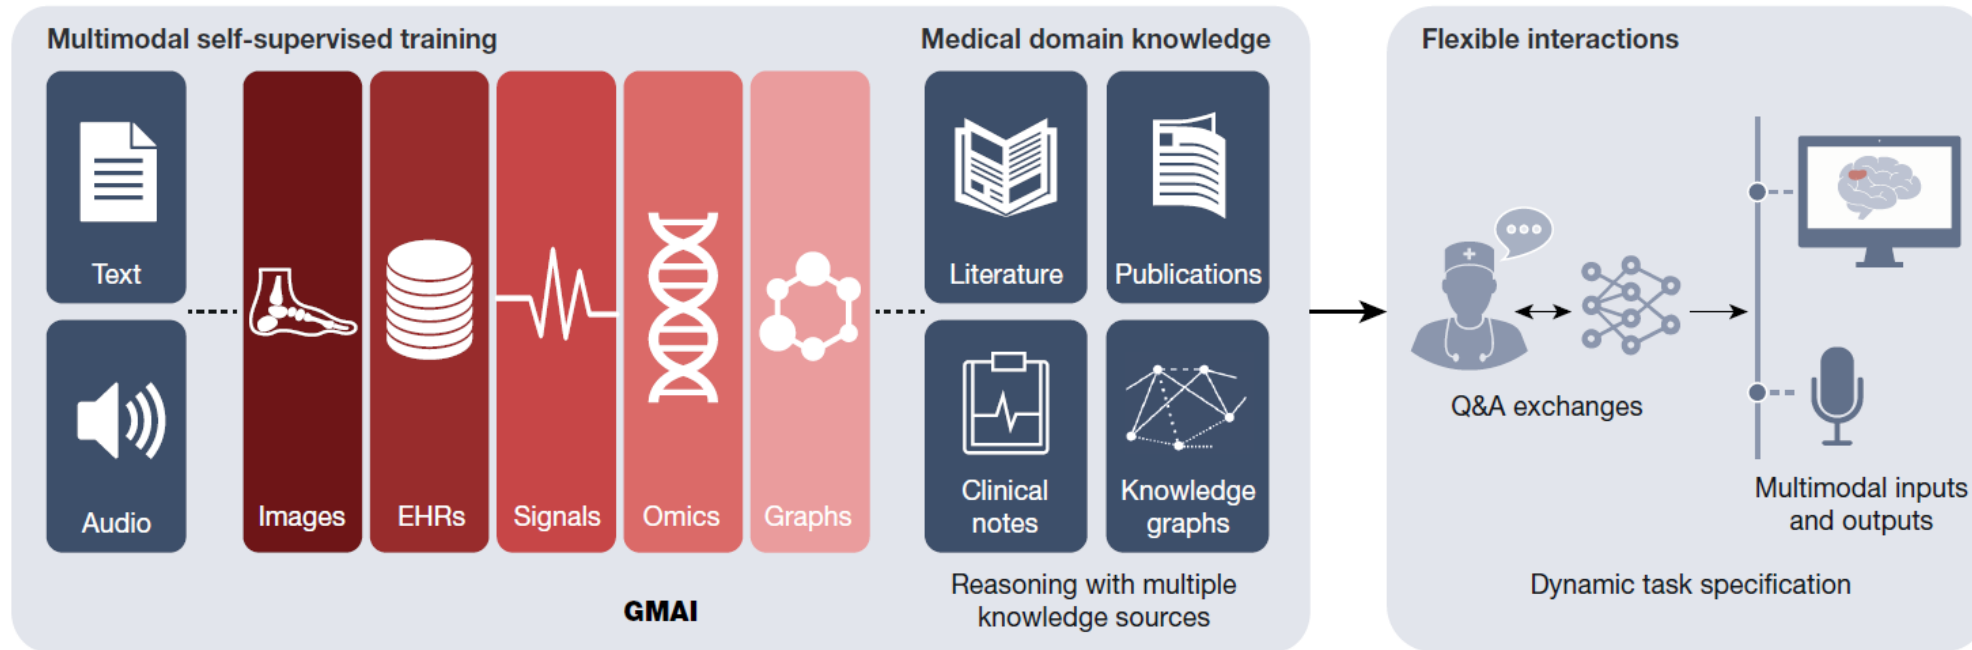 Multimodal self-supervised training
Text
Audio
Images
EHRs
Signals
Omics
Graphs
GMAI
Medical domain knowledge
Literature
Publications
Clinical
notes
Knowledge
graphs
Reasoning with multiple
knowledge sources
Flexible interactions
Q&A exchanges
Multimodal inputs
and outputs
Dynamic task specification